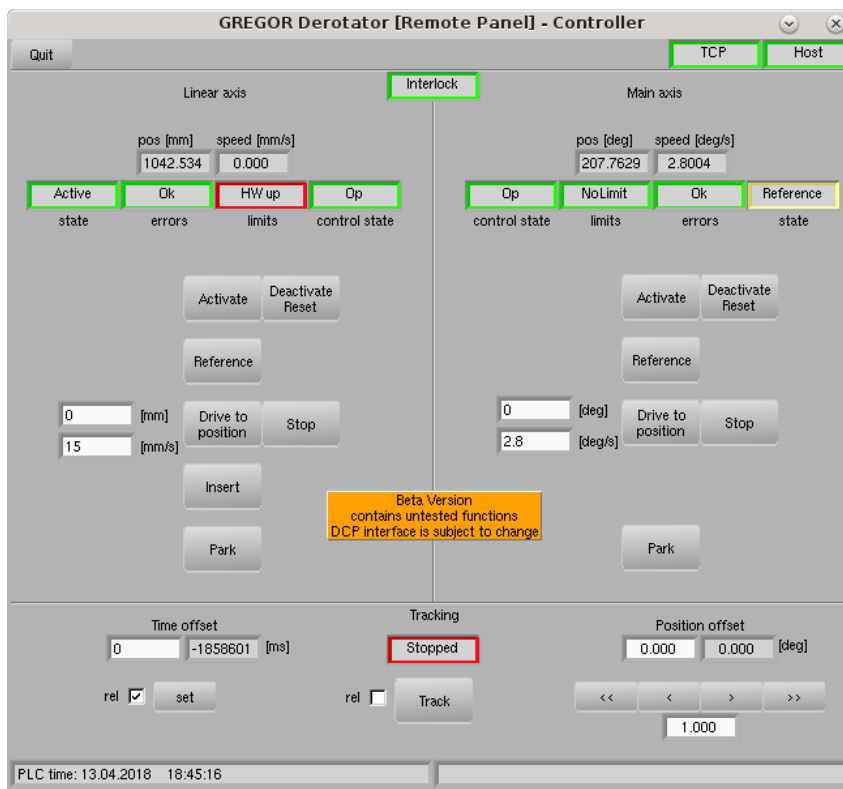 GREGOR Derotator [Remote Panel] - Controller
Quit
TCP
Host
Interlock
Linear axis
Main axis
pos [mm] speed [mm/s]
1042.534 0.000
pos [deg] speed [deg/s]
207.7629 2.8004
Active Ok HW up Op
state errors limits control state
Op NoLimit Ok Reference
control state limits errors state
Activate
Deactivate
Reset
Activate
Deactivate
Reset
Reference
Reference
0 [mm]
15 [mm/s]
Drive to
position
Stop
0 [deg]
2.8 [deg/s]
Drive to
position
Stop
Insert
Beta Version
contains untested functions
DCP interface is subject to change
Park
Park
Time offset
0 -1858601 [ms]
rel set
Tracking
Stopped
rel Track
Position offset
0.000 0.000 [deg]
<< < > >>
1.000
PLC time: 13.04.2018 18:45:16